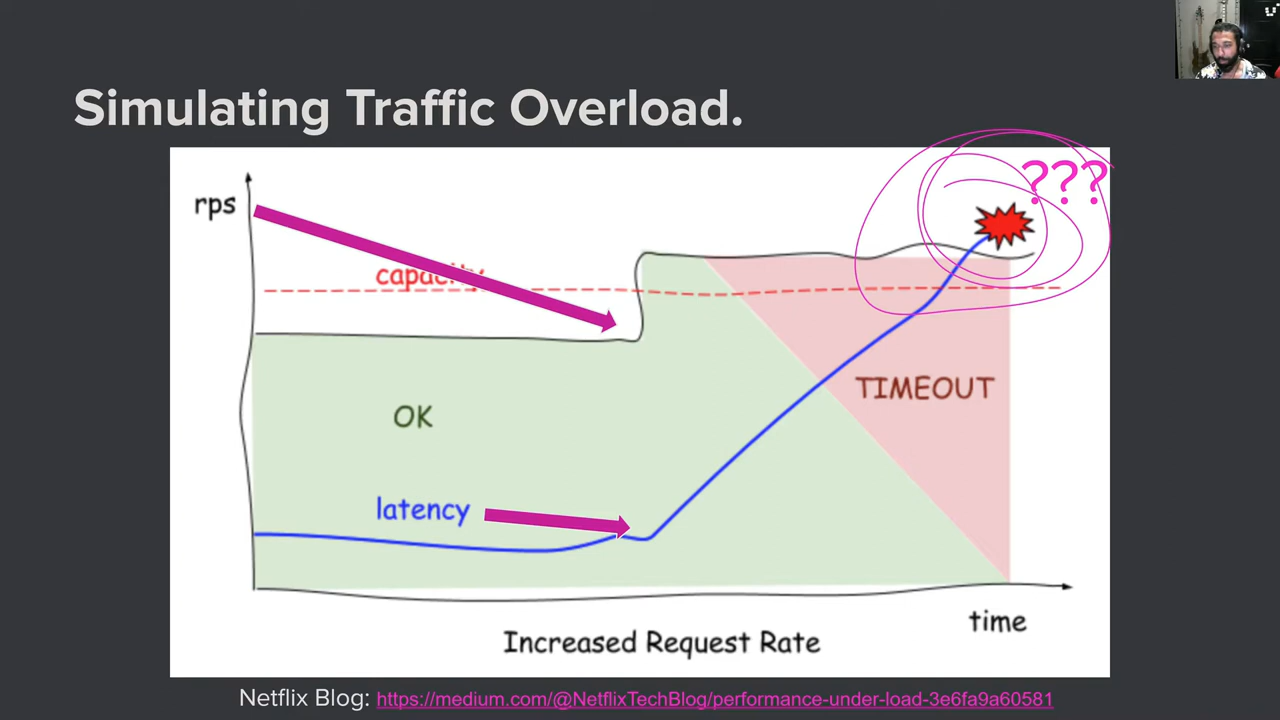 Simulating Traffic Overload.
rps
???
capacity
OK
TIMEOUT
latency
time
Increased Request Rate
Netflix Blog: https://medium.com/@NetflixTechBlog/performance-under-load-3e6fa9a60581